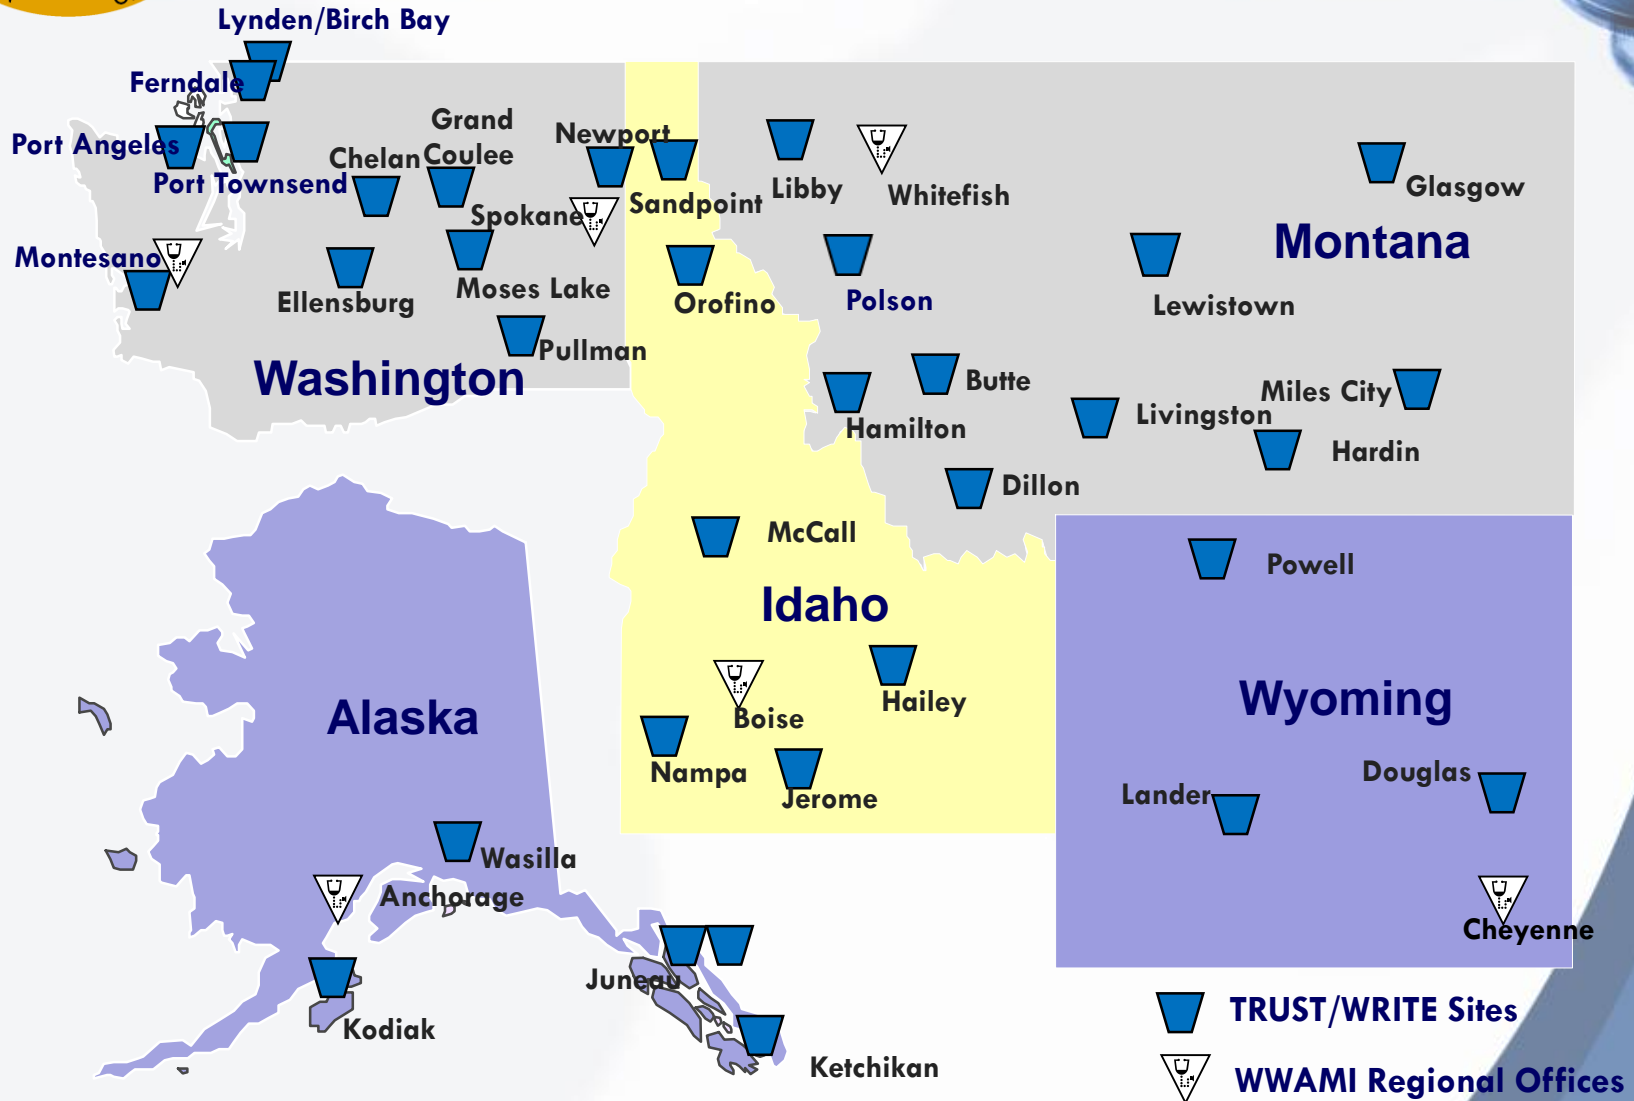 Lynden/Birch Bay
Ferndale
Port Angeles
Port Townsend
Chelan
Grand
Coulee
Newport
Spokane
Sandpoint
Libby
Whitefish
Glasgow
Montana
Montesano
Ellensburg
Moses Lake
Orofino
Polson
Lewistown
Pullman
Washington
Butte
Hamilton
Livingston
Miles City
Hardin
Dillon
McCall
Idaho
Powell
Alaska
Boise
Hailey
Wyoming
Nampa
Jerome
Lander
Douglas
Wasilla
Anchorage
Cheyenne
Juneau
Kodiak
Ketchikan
TRUST/WRITE Sites
WWAMI Regional Offices